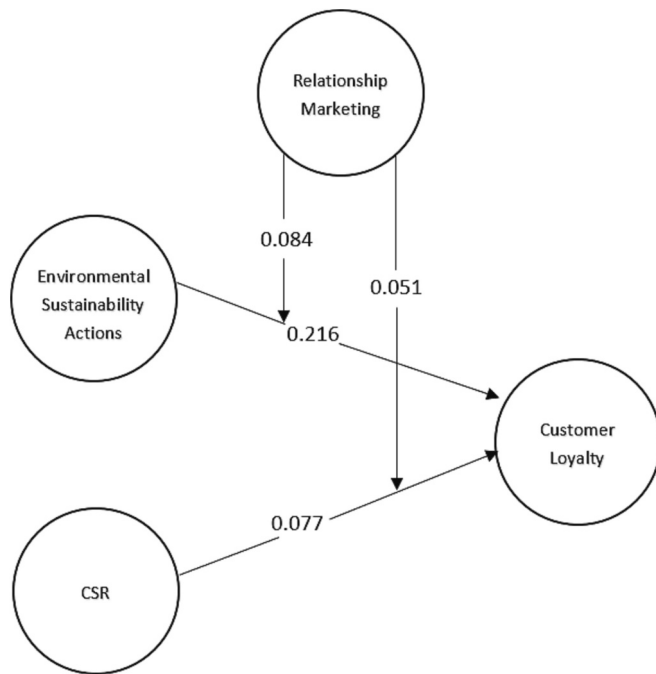 Relationship
Marketing
0.084
Environmental
Sustainability
Actions
0.051
0.216
Customer
Loyalty
0.077
CSR